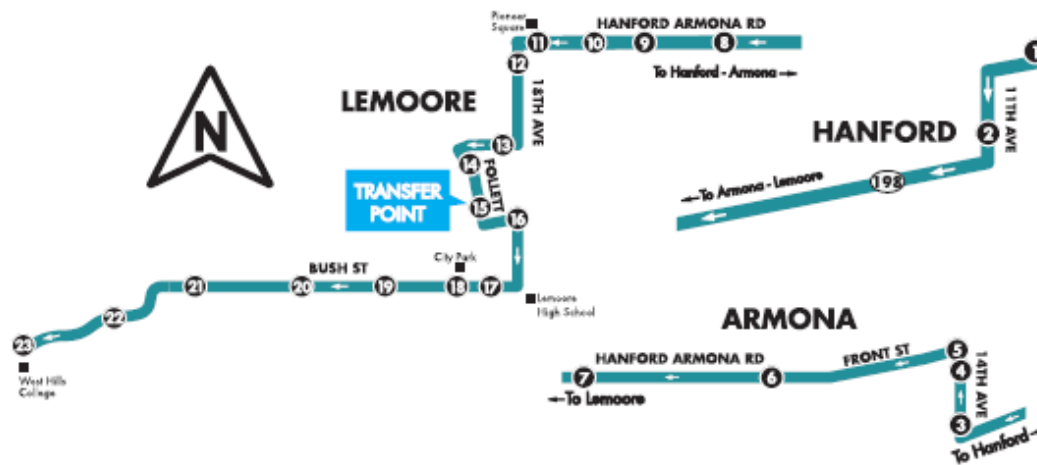 Pioneer
Square
11
10
9
8
HANFORD ARMONA RD
To Hanford - Armona
12
18TH AVE
LEMOORE
N
13
14
FOLLETT
TRANSFER
POINT
15
16
City Park
BUSH ST
21
20
19
18
17
Lemoore
High School
22
23
West Hills
College
1
11TH AVE
HANFORD
2
To Armona - Lemoore
198
ARMONA
HANFORD ARMONA RD
FRONT ST
5
4
14TH AVE
7
6
To Lemoore
3
To Hanford